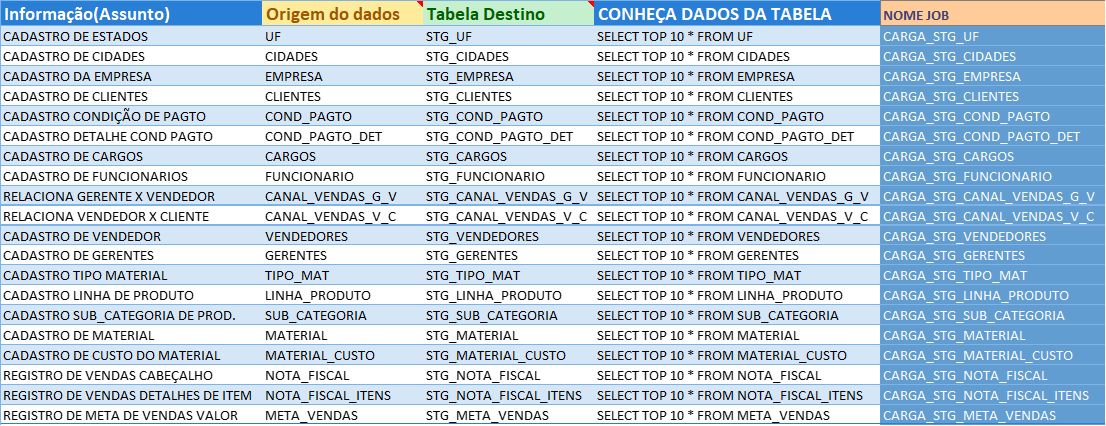 Informação(Assunto) Origem do dados Tabela Destino CONHEÇA DADOS DA TABELA NOME JOB
CADASTRO DE ESTADOS UF STG_UF SELECT TOP 10 * FROM UF CARGA_STG_UF
CADASTRO DE CIDADES CIDADES STG_CIDADES SELECT TOP 10 * FROM CIDADES CARGA_STG_CIDADES
CADASTRO DA EMPRESA EMPRESA STG_EMPRESA SELECT TOP 10 * FROM EMPRESA CARGA_STG_EMPRESA
CADASTRO DE CLIENTES CLIENTES STG_CLIENTES SELECT TOP 10 * FROM CLIENTES CARGA_STG_CLIENTES
CADASTRO CONDIÇÃO DE PAGTO COND_PAGTO STG_COND_PAGTO SELECT TOP 10 * FROM COND_PAGTO CARGA_STG_COND_PAGTO
CADASTRO DETALHE COND PAGTO COND_PAGTO_DET STG_COND_PAGTO_DET SELECT TOP 10 * FROM COND_PAGTO_DET CARGA_STG_COND_PAGTO_DET
CADASTRO DE CARGOS CARGOS STG_CARGOS SELECT TOP 10 * FROM CARGOS CARGA_STG_CARGOS
CADASTRO DE FUNCIONARIOS FUNCIONARIO STG_FUNCIONARIO SELECT TOP 10 * FROM FUNCIONARIO CARGA_STG_FUNCIONARIO
RELACIONA GERENTE X VENDEDOR CANAL_VENDAS_G_V STG_CANAL_VENDAS_G_V SELECT TOP 10 * FROM CANAL_VENDAS_G_V CARGA_STG_CANAL_VENDAS_G_V
RELACIONA VENDEDOR X CLIENTE CANAL_VENDAS_V_C STG_CANAL_VENDAS_V_C SELECT TOP 10 * FROM CANAL_VENDAS_V_C CARGA_STG_CANAL_VENDAS_V_C
CADASTRO DE VENDEDOR VENDEDORES STG_VENDEDORES SELECT TOP 10 * FROM VENDEDORES CARGA_STG_VENDEDORES
CADASTRO DE GERENTES GERENTES STG_GERENTES SELECT TOP 10 * FROM GERENTES CARGA_STG_GERENTES
CADASTRO TIPO MATERIAL TIPO_MAT STG_TIPO_MAT SELECT TOP 10 * FROM TIPO_MAT CARGA_STG_TIPO_MAT
CADASTRO LINHA DE PRODUTO LINHA_PRODUTO STG_LINHA_PRODUTO SELECT TOP 10 * FROM LINHA_PRODUTO CARGA_STG_LINHA_PRODUTO
CADASTRO SUB_CATEGORIA DE PROD. SUB_CATEGORIA STG_SUB_CATEGORIA SELECT TOP 10 * FROM SUB_CATEGORIA CARGA_STG_SUB_CATEGORIA
CADASTRO DE MATERIAL MATERIAL STG_MATERIAL SELECT TOP 10 * FROM MATERIAL CARGA_STG_MATERIAL
CADASTRO DE CUSTO DO MATERIAL MATERIAL_CUSTO STG_MATERIAL_CUSTO SELECT TOP 10 * FROM MATERIAL_CUSTO CARGA_STG_MATERIAL_CUSTO
REGISTRO DE VENDAS CABEÇALHO NOTA_FISCAL STG_NOTA_FISCAL SELECT TOP 10 * FROM NOTA_FISCAL CARGA_STG_NOTA_FISCAL
REGISTRO DE VENDAS DETALHES DE ITEM NOTA_FISCAL_ITENS STG_NOTA_FISCAL_ITENS SELECT TOP 10 * FROM NOTA_FISCAL_ITENS CARGA_STG_NOTA_FISCAL_ITENS
REGISTRO DE META DE VENDAS VALOR META_VENDAS STG_META_VENDAS SELECT TOP 10 * FROM META_VENDAS CARGA_STG_META_VENDAS